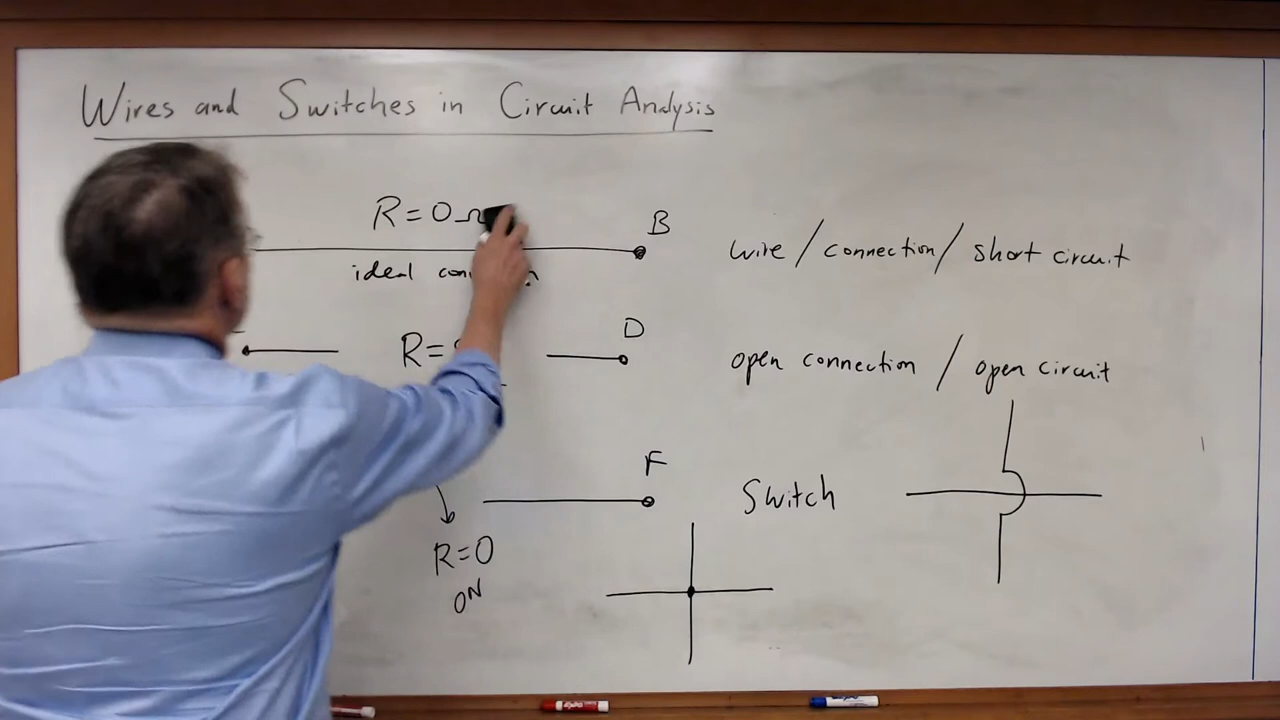 Wires and Switches in Circuit Analysis
R = 0
B
wire / connection / short circuit
ideal
D
R =
open connection / open circuit
F
Switch
R = 0
ON